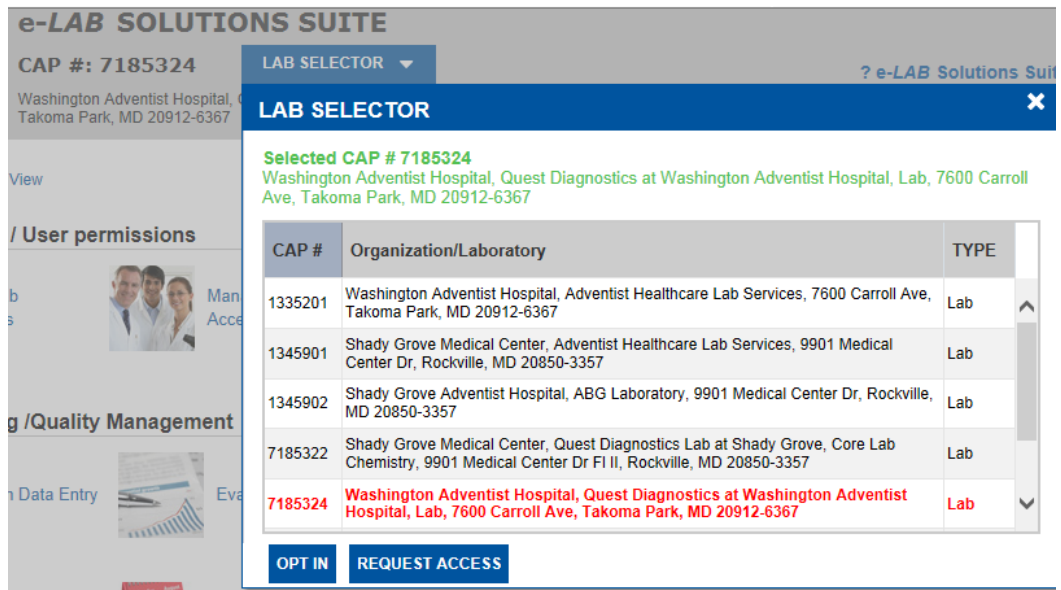 e-LAB SOLUTIONS SUITE
CAP #: 7185324
LAB SELECTOR
? e-LAB Solutions Suit
Washington Adventist Hospital,
Takoma Park, MD 20912-6367
LAB SELECTOR
Selected CAP # 7185324
Washington Adventist Hospital, Quest Diagnostics at Washington Adventist Hospital, Lab, 7600 Carroll
Ave, Takoma Park, MD 20912-6367
View
/ User permissions
b
s
Man
Acce
g /Quality Management
n Data Entry
Eva
CAP # Organization/Laboratory TYPE
1335201 Washington Adventist Hospital, Adventist Healthcare Lab Services, 7600 Carroll Ave, Lab
Takoma Park, MD 20912-6367
1345901 Shady Grove Medical Center, Adventist Healthcare Lab Services, 9901 Medical Lab
Center Dr, Rockville, MD 20850-3357
1345902 Shady Grove Adventist Hospital, ABG Laboratory, 9901 Medical Center Dr, Rockville, Lab
MD 20850-3357
7185322 Shady Grove Medical Center, Quest Diagnostics Lab at Shady Grove, Core Lab Lab
Chemistry, 9901 Medical Center Dr Fl II, Rockville, MD 20850-3357
7185324 Washington Adventist Hospital, Quest Diagnostics at Washington Adventist Lab
Hospital, Lab, 7600 Carroll Ave, Takoma Park, MD 20912-6367
OPT IN
REQUEST ACCESS